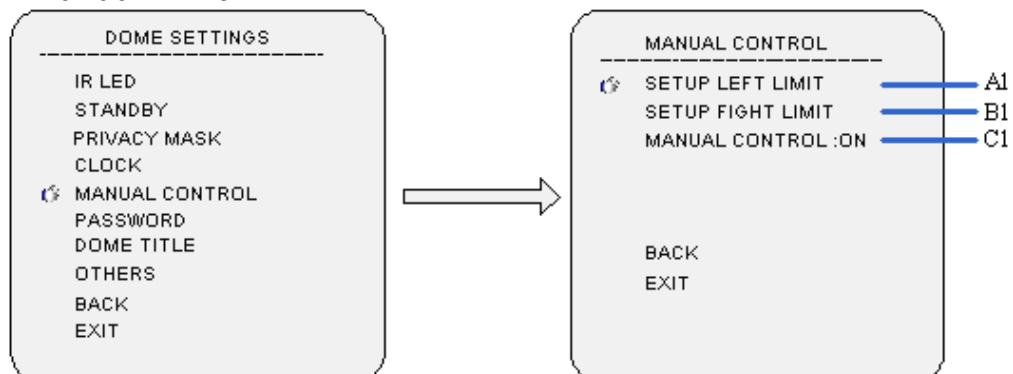 DOME SETTINGS
IR LED
STANDBY
PRIVACY MASK
CLOCK
MANUAL CONTROL
PASSWORD
DOME TITLE
OTHERS
BACK
EXIT
MANUAL CONTROL
SETUP LEFT LIMIT A1
SETUP FIGHT LIMIT B1
MANUAL CONTROL :ON C1
BACK
EXIT